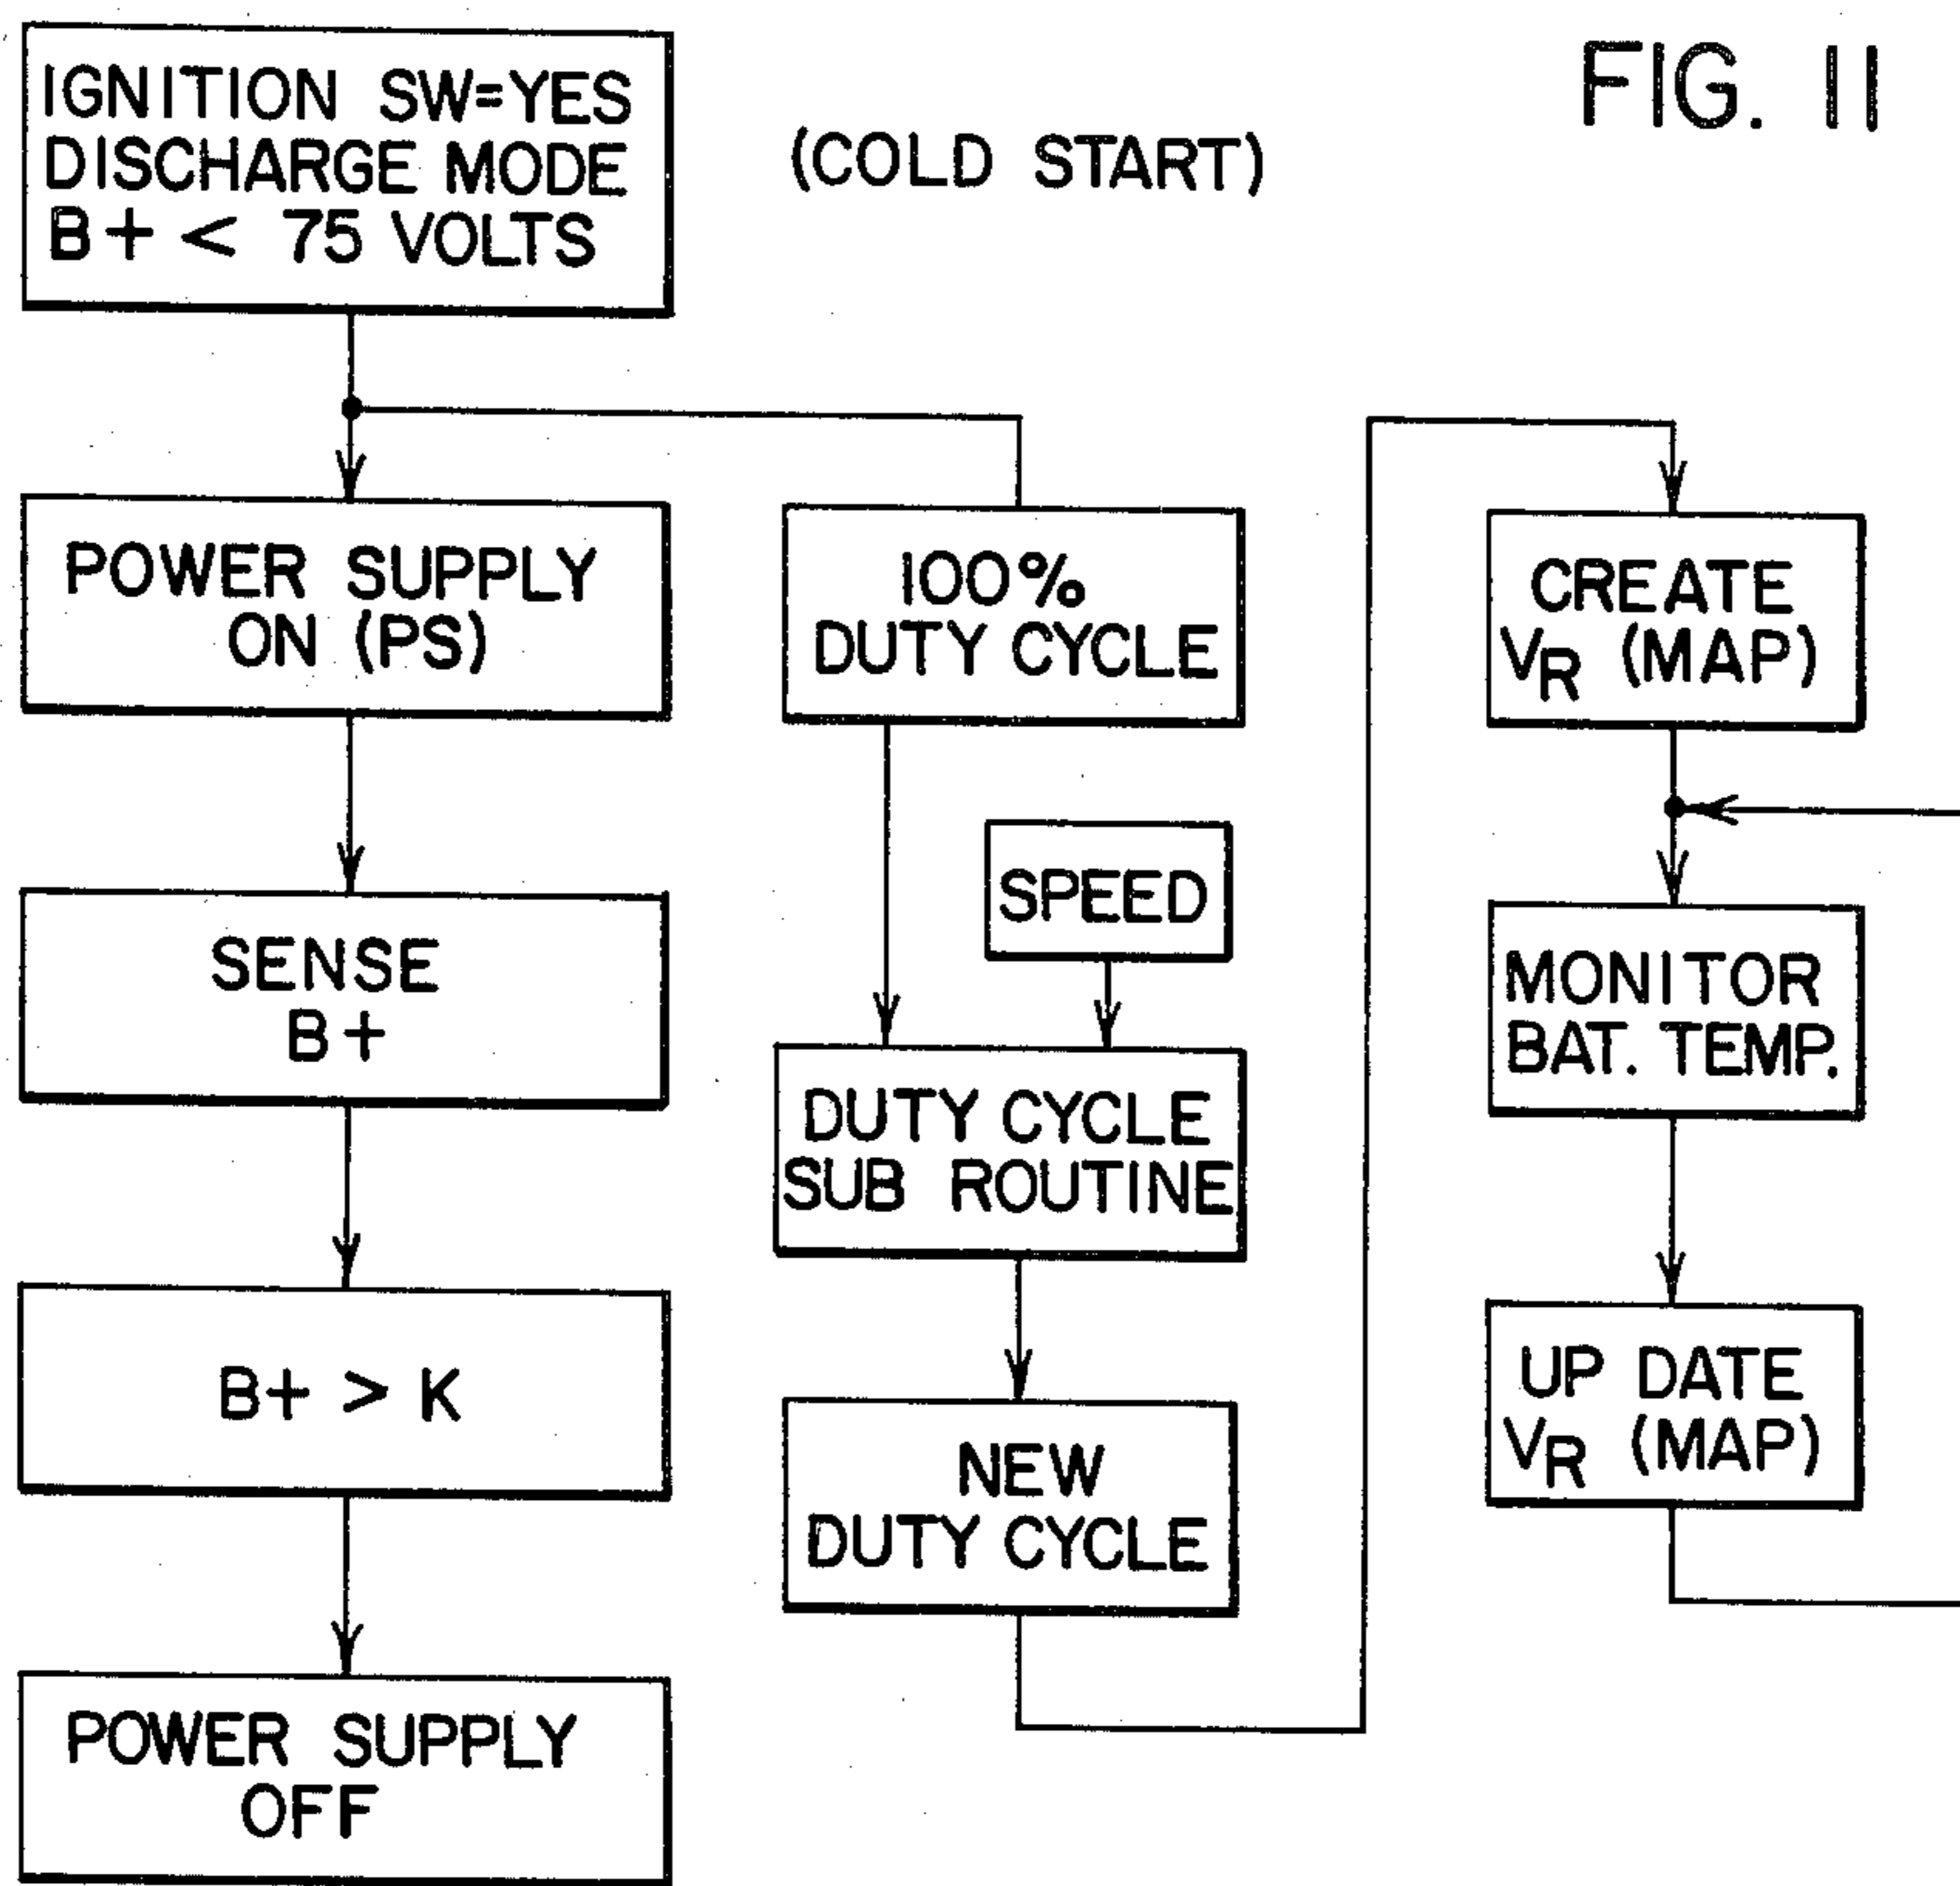 FIG. 11
(COLD START)
IGNITION SW=YES
DISCHARGE MODE
B+ < 75 VOLTS
POWER SUPPLY
ON (PS)
SENSE
B+
B+ > K
POWER SUPPLY
OFF
100%
DUTY CYCLE
SPEED
DUTY CYCLE
SUB ROUTINE
NEW
DUTY CYCLE
CREATE
VR (MAP)
MONITOR
BAT. TEMP.
UP DATE
VR (MAP)